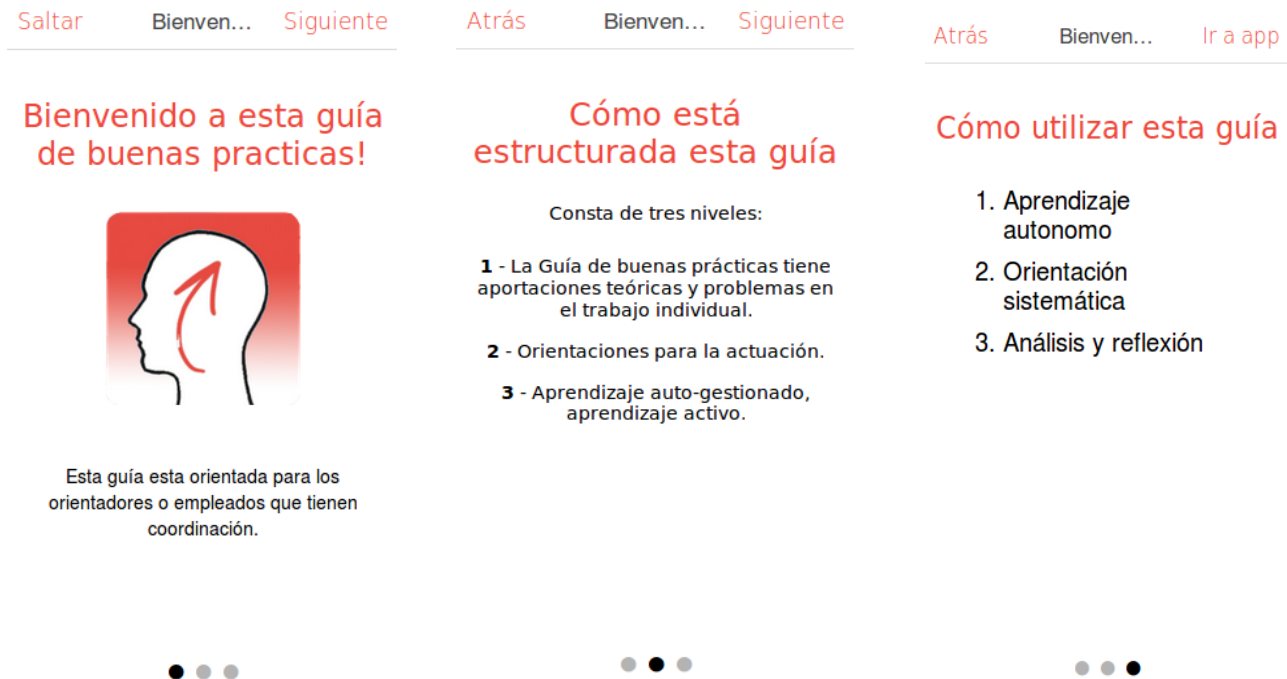 Saltar
Bienven...
Siguiente
Bienvenido a esta guía
de buenas practicas!
Esta guía esta orientada para los
orientadores o empleados que tienen
coordinación.
Atrás
Bienven...
Siguiente
Cómo está
estructurada esta guía
Consta de tres niveles:
1 - La Guía de buenas prácticas tiene
aportaciones teóricas y problemas en
el trabajo individual.
2 - Orientaciones para la actuación.
3 - Aprendizaje auto-gestionado,
aprendizaje activo.
Atrás
Bienven...
Ir a app
Cómo utilizar esta guía
1. Aprendizaje
autonomo
2. Orientación
sistemática
3. Análisis y reflexión